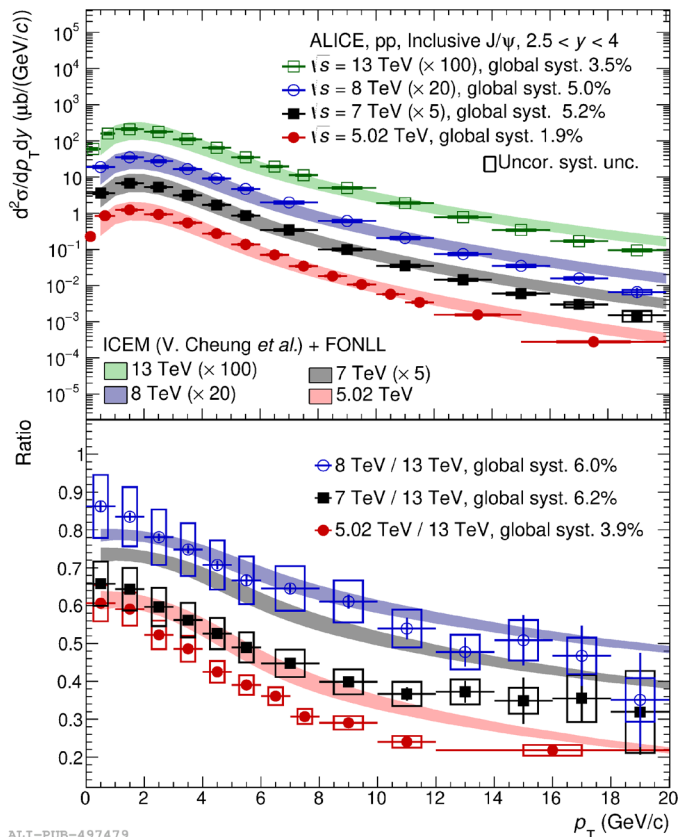 d²σ/dp_T dy (μb/(GeV/c))
10⁵
10⁴
10³
10²
10
1
10⁻¹
10⁻²
10⁻³
10⁻⁴
10⁻⁵
ALICE, pp, Inclusive J/ψ, 2.5 < y < 4
√s = 13 TeV (× 100), global syst. 3.5%
√s = 8 TeV (× 20), global syst. 5.0%
√s = 7 TeV (× 5), global syst. 5.2%
√s = 5.02 TeV, global syst. 1.9%
Uncor. syst. unc.
ICEM (V. Cheung et al.) + FONLL
13 TeV (× 100)
8 TeV (× 20)
7 TeV (× 5)
5.02 TeV
Ratio
1
0.9
0.8
0.7
0.6
0.5
0.4
0.3
0.2
8 TeV / 13 TeV, global syst. 6.0%
7 TeV / 13 TeV, global syst. 6.2%
5.02 TeV / 13 TeV, global syst. 3.9%
0 2 4 6 8 10 12 14 16 18 20
p_T (GeV/c)
ALI-PUB-497479